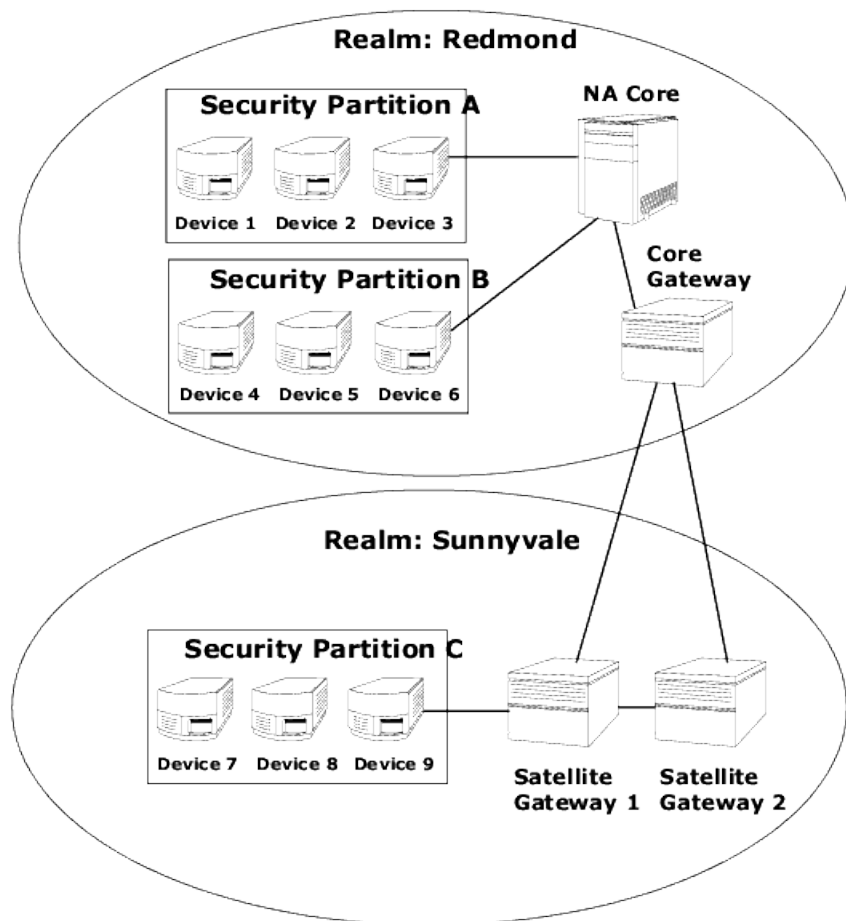 Realm: Redmond
Security Partition A
NA Core
Device 1 Device 2 Device 3
Core
Gateway
Security Partition B
Device 4 Device 5 Device 6
Realm: Sunnyvale
Security Partition C
Device 7 Device 8 Device 9
Satellite
Gateway 1
Satellite
Gateway 2